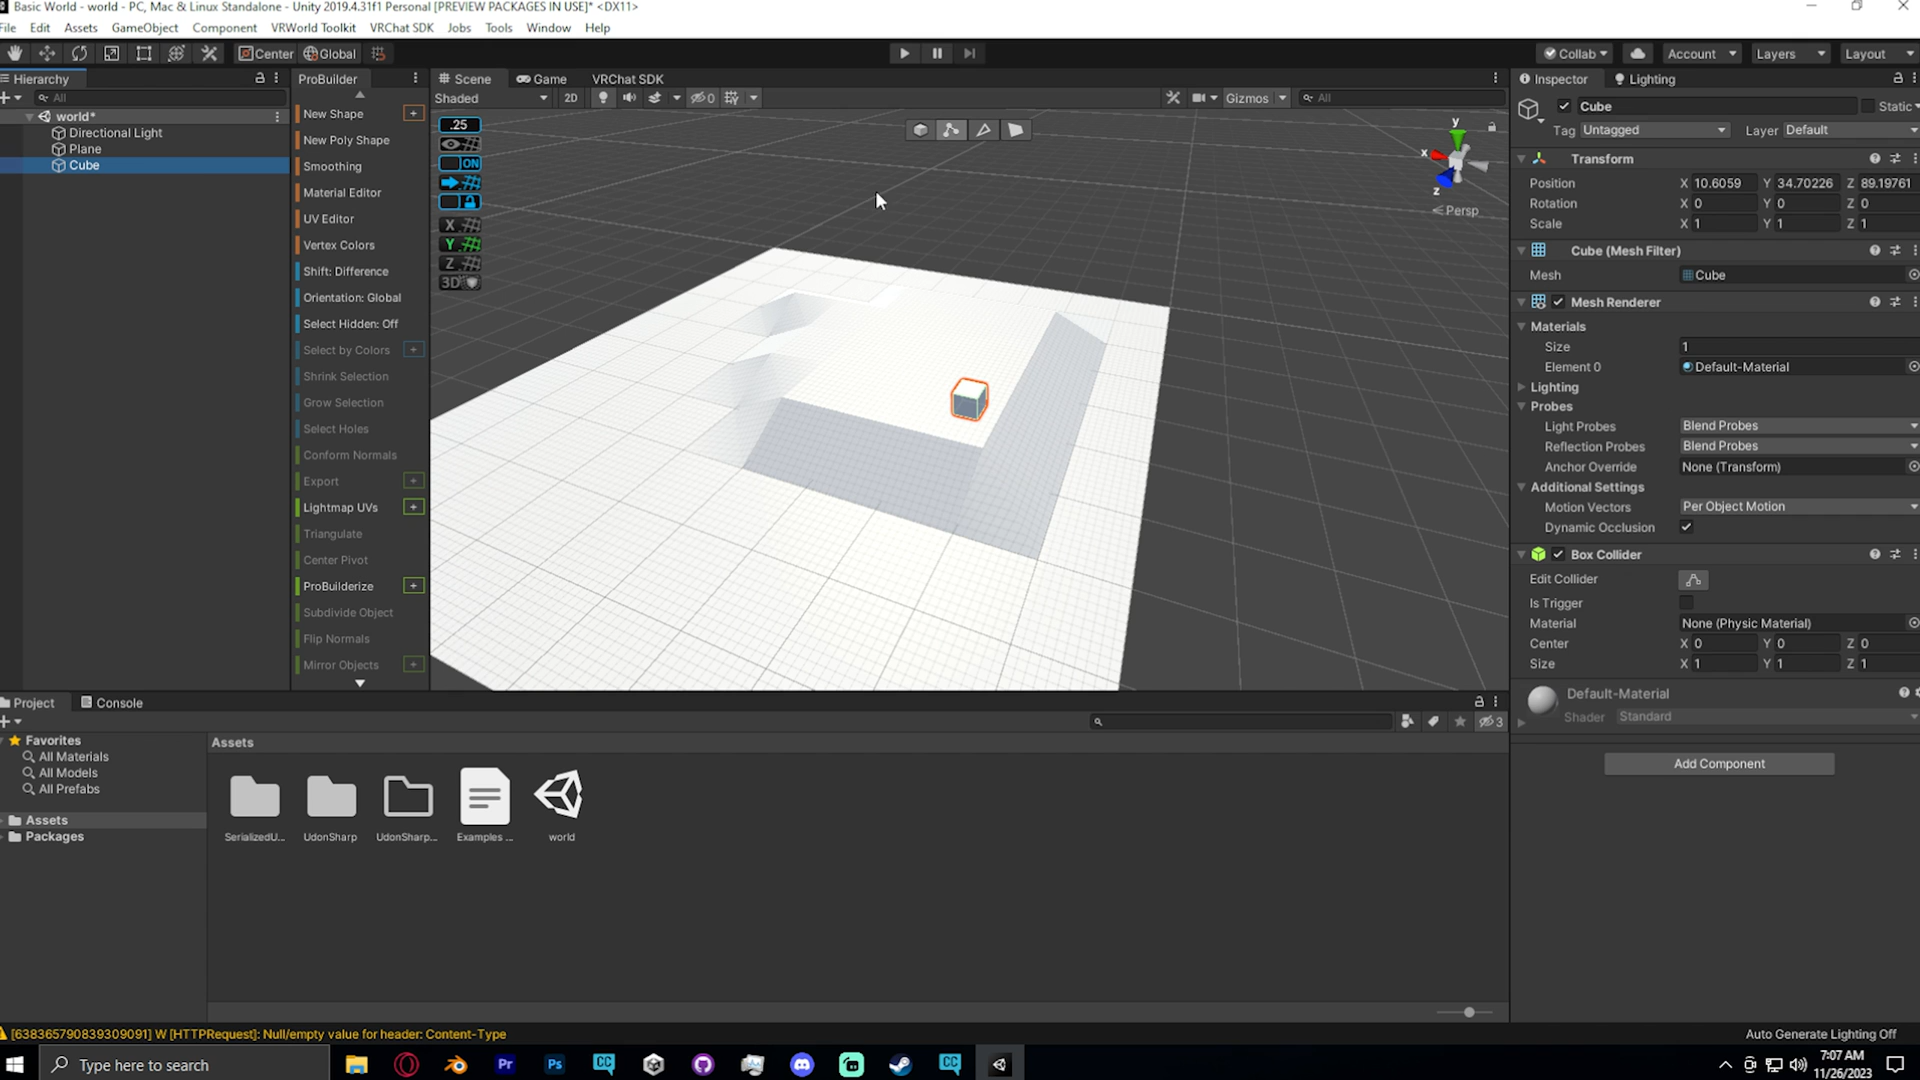 Basic World - world - PC, Mac & Linux Standalone - Unity 2019.4.31f1 Personal [PREVIEW PACKAGES IN USE]* <DX11>
File Edit Assets GameObject Component VRWorld Toolkit VRChat SDK Jobs Tools Window Help
Center Global Collab Account Layers Layout
Hierarchy
All
world*
Directional Light
Plane
Cube
ProBuilder
New Shape +
New Poly Shape
Smoothing
Material Editor
UV Editor
Vertex Colors
Shift: Difference
Orientation: Global
Select Hidden: Off
Select by Colors +
Shrink Selection
Grow Selection
Select Holes
Conform Normals
Export +
Lightmap UVs +
Triangulate
Center Pivot
ProBuilderize +
Subdivide Object
Flip Normals
Mirror Objects +
Scene Game VRChat SDK
Shaded 2D 0 Gizmos All
.25
ON
X
Y
Z
3D
y
x
z
Persp
Inspector Lighting
Cube Static
Tag Untagged Layer Default
Transform
Position X 10.6059 Y 34.70226 Z 89.19761
Rotation X 0 Y 0 Z 0
Scale X 1 Y 1 Z 1
Cube (Mesh Filter)
Mesh Cube
Mesh Renderer
Materials
Size 1
Element 0 Default-Material
Lighting
Probes
Light Probes Blend Probes
Reflection Probes Blend Probes
Anchor Override None (Transform)
Additional Settings
Motion Vectors Per Object Motion
Dynamic Occlusion
Box Collider
Edit Collider
Is Trigger
Material None (Physic Material)
Center X 0 Y 0 Z 0
Size X 1 Y 1 Z 1
Default-Material
Shader Standard
Add Component
Project Console
3
Favorites
All Materials
All Models
All Prefabs
Assets
Packages
Assets
SerializedU... UdonSharp UdonSharp... Examples ... world
[638365790839309091] W [HTTPRequest]: Null/empty value for header: Content-Type
Auto Generate Lighting Off
Type here to search
Pr Ps CC CC
7:07 AM
11/26/2023